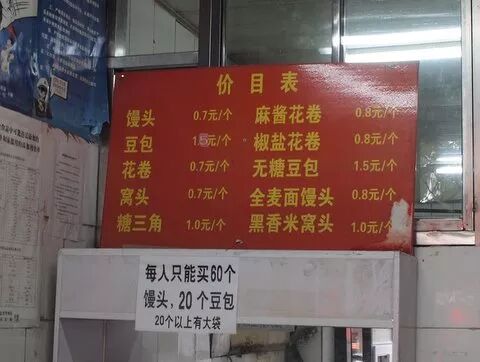 价目表
馒头 0.7元/个 麻酱花卷 0.8元/个
豆包 1.5元/个 椒盐花卷 0.8元/个
花卷 0.7元/个 无糖豆包 1.5元/个
窝头 0.7元/个 全麦面馒头 0.8元/个
糖三角 1.0元/个 黑香米窝头 1.0元/个
每人只能买60个
馒头,20个豆包
20个以上有大袋